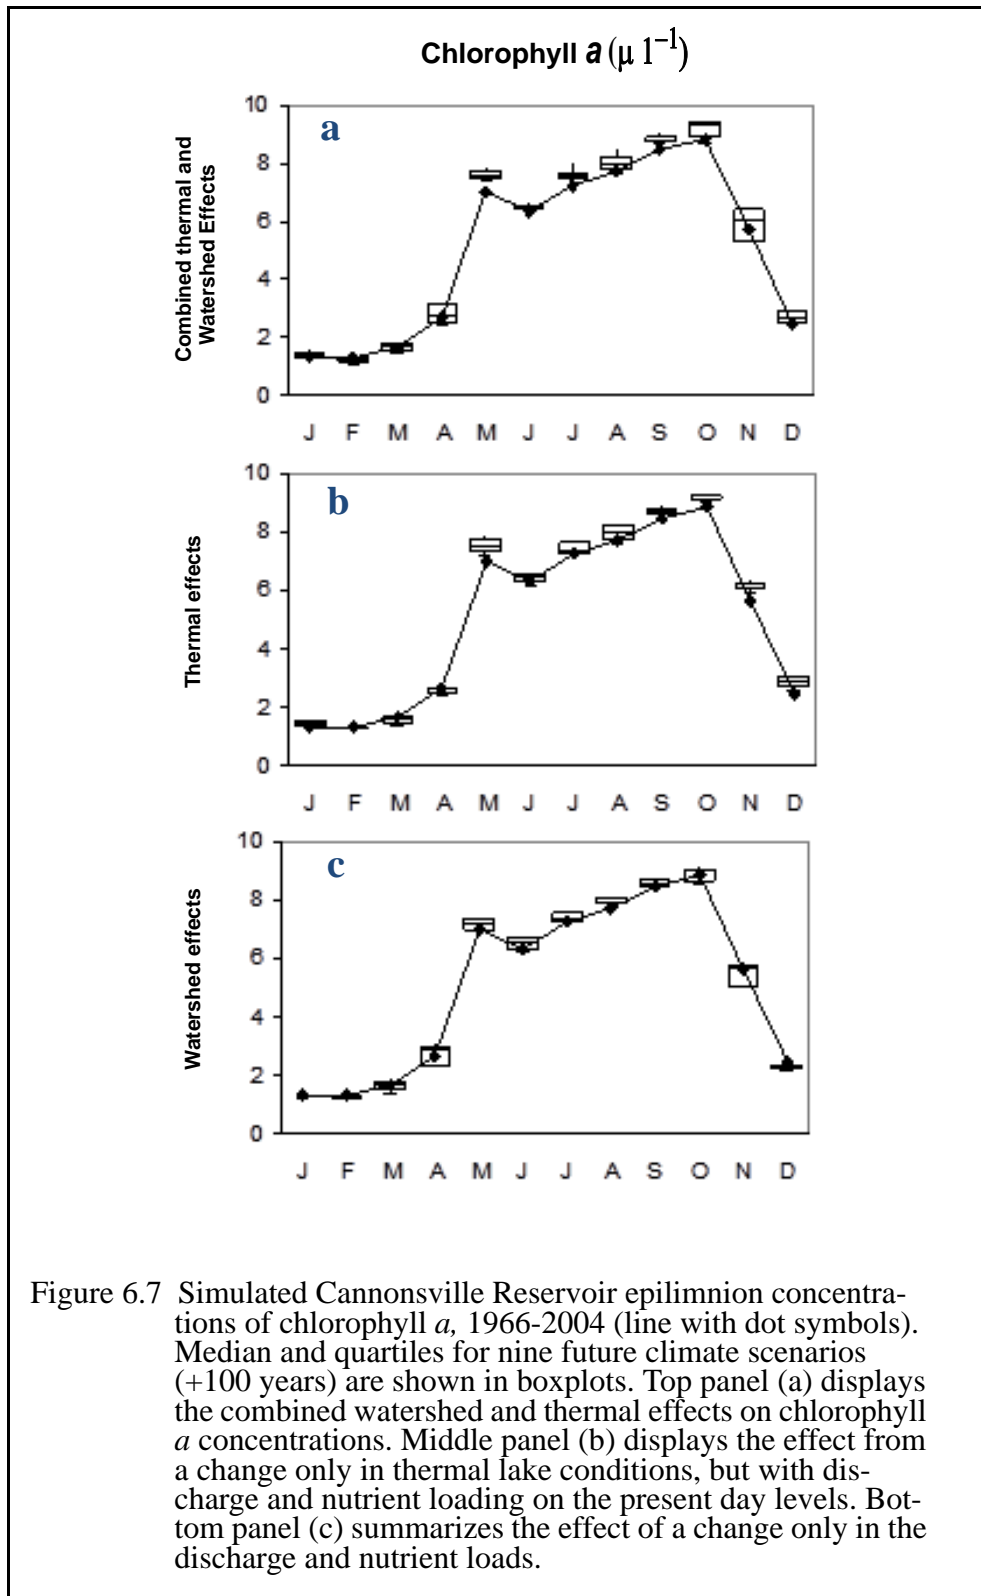 Chlorophyll a (μ l⁻¹)
Combined thermal and
Watershed Effects
a
10
8
6
4
2
0
J F M A M J J A S O N D
Thermal effects
b
10
8
6
4
2
0
J F M A M J J A S O N D
Watershed effects
c
10
8
6
4
2
0
J F M A M J J A S O N D
Figure 6.7 Simulated Cannonsville Reservoir epilimnion concentra-
tions of chlorophyll a, 1966-2004 (line with dot symbols).
Median and quartiles for nine future climate scenarios
(+100 years) are shown in boxplots. Top panel (a) displays
the combined watershed and thermal effects on chlorophyll
a concentrations. Middle panel (b) displays the effect from
a change only in thermal lake conditions, but with dis-
charge and nutrient loading on the present day levels. Bot-
tom panel (c) summarizes the effect of a change only in the
discharge and nutrient loads.